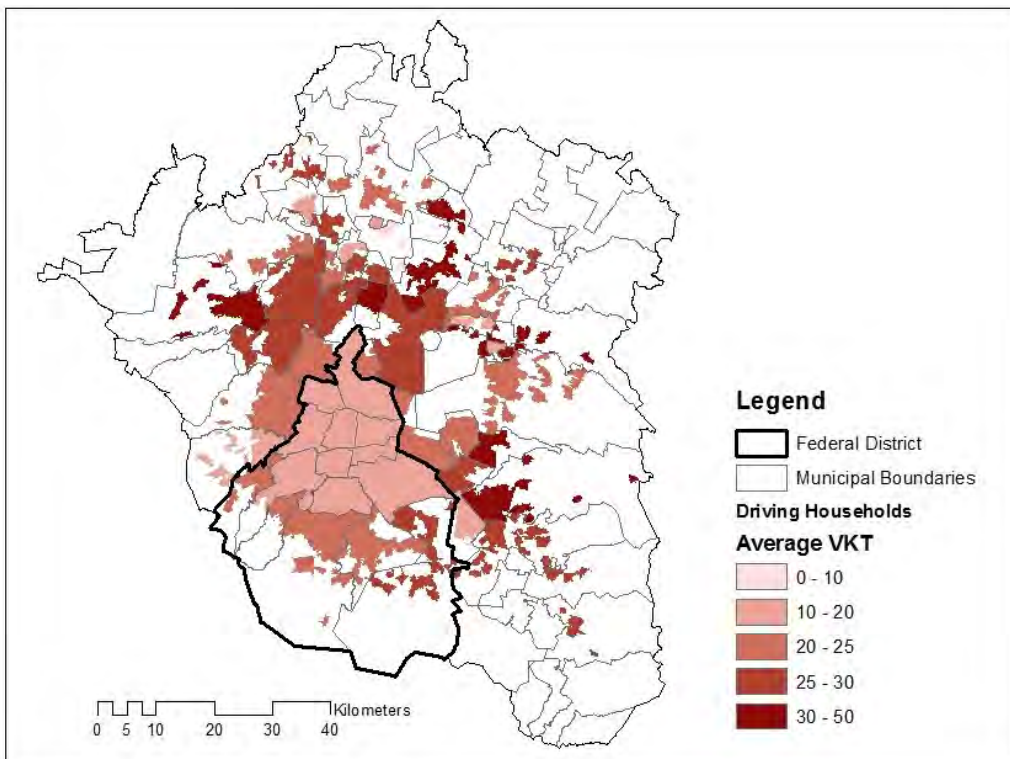 Legend
Federal District
Municipal Boundaries
Driving Households
Average VKT
0 - 10
10 - 20
20 - 25
25 - 30
30 - 50
Kilometers
0 5 10 20 30 40